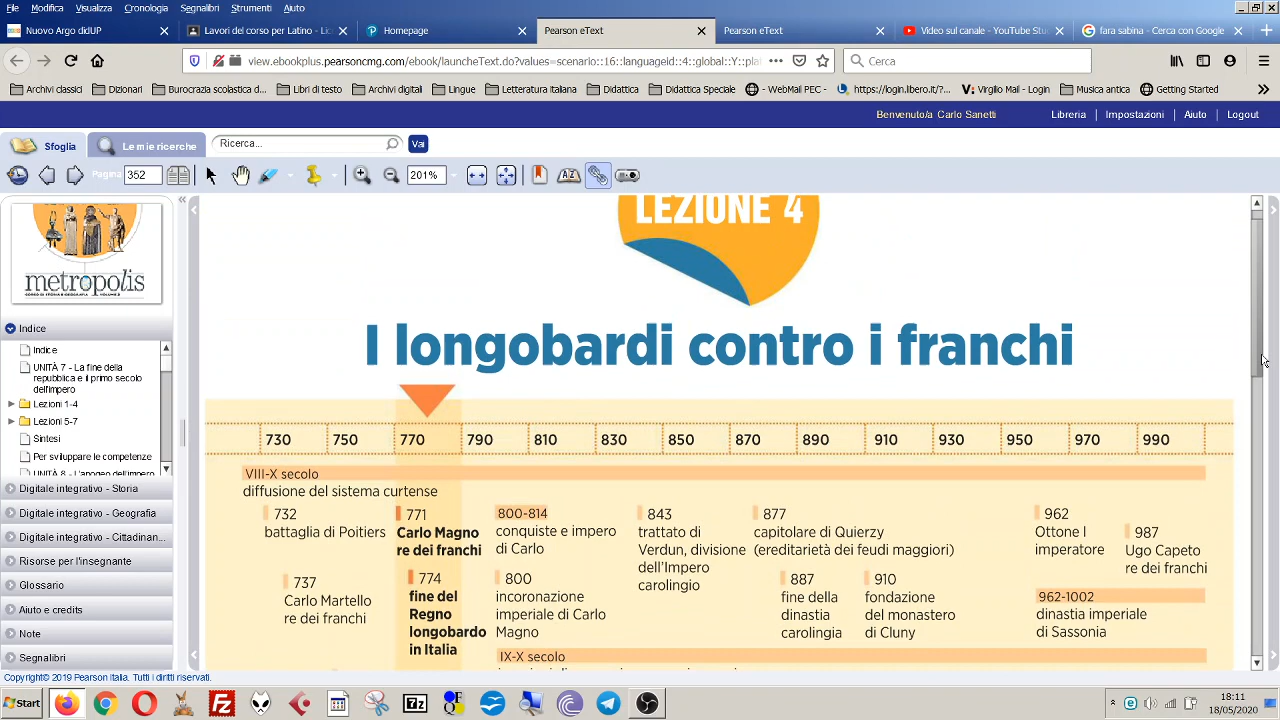 File Modifica Visualizza Cronologia Segnalibri Strumenti Aiuto
Nuovo Argo didUP
Lavori del corso per Latino - Lic
Homepage
Pearson eText
Pearson eText
Video sul canale - YouTube Stu
fara sabina - Cerca con Google
view.ebookplus.pearsoncmg.com/ebook/launcheText.do?values=scenario::16::languageid::4::global::Y::pla
Cerca
Archivi classici
Dizionari
Burocrazia scolastica d...
Libri di testo
Archivi digitali
Lingue
Letteratura italiana
Didattica
Didattica Speciale
- WebMail PEC -
https://login.libero.it/?...
Virgilio Mail - Login
Musica antica
Getting Started
Benvenuto/a Carlo Sanetti
Libreria
Impostazioni
Aiuto
Logout
Sfoglia
Le mie ricerche
Ricerca...
Vai
Pagina 352
201%
metropolis
CORSO DI STORIA E GEOGRAFIA
Indice
Indice
UNITÀ 7 - La fine della
repubblica e il primo secolo
dell'impero
Lezioni 1-4
Lezioni 5-7
Sintesi
Per sviluppare le competenze
UNITÀ 8 - L'apogeo dell'impero
Digitale integrativo - Storia
Digitale integrativo - Geografia
Digitale integrativo - Cittadinan...
Risorse per l'insegnante
Glossario
Aiuto e credits
Note
Segnalibri
LEZIONE 4
I longobardi contro i franchi
730 750 770 790 810 830 850 870 890 910 930 950 970 990
VIII-X secolo
diffusione del sistema curtense
732
battaglia di Poitiers
771
Carlo Magno
re dei franchi
800-814
conquiste e impero
di Carlo
843
trattato di
Verdun, divisione
dell'Impero
carolingio
877
capitolare di Quierzy
(ereditarietà dei feudi maggiori)
962
Ottone I
imperatore
987
Ugo Capeto
re dei franchi
737
Carlo Martello
re dei franchi
774
fine del
Regno
longobardo
in Italia
800
incoronazione
imperiale di Carlo
Magno
887
fine della
dinastia
carolingia
910
fondazione
del monastero
di Cluny
962-1002
dinastia imperiale
di Sassonia
IX-X secolo
Copyright© 2019 Pearson Italia. Tutti i diritti riservati.
Start
18:11
18/05/2020